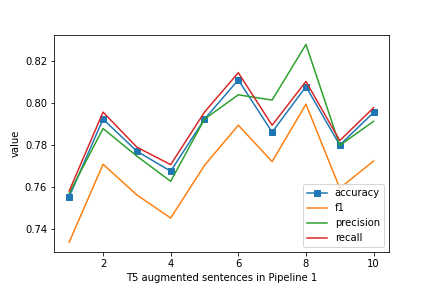 0.82
0.80
0.78
0.76
0.74
value
2
4
6
8
10
T5 augmented sentences in Pipeline 1
accuracy
f1
precision
recall